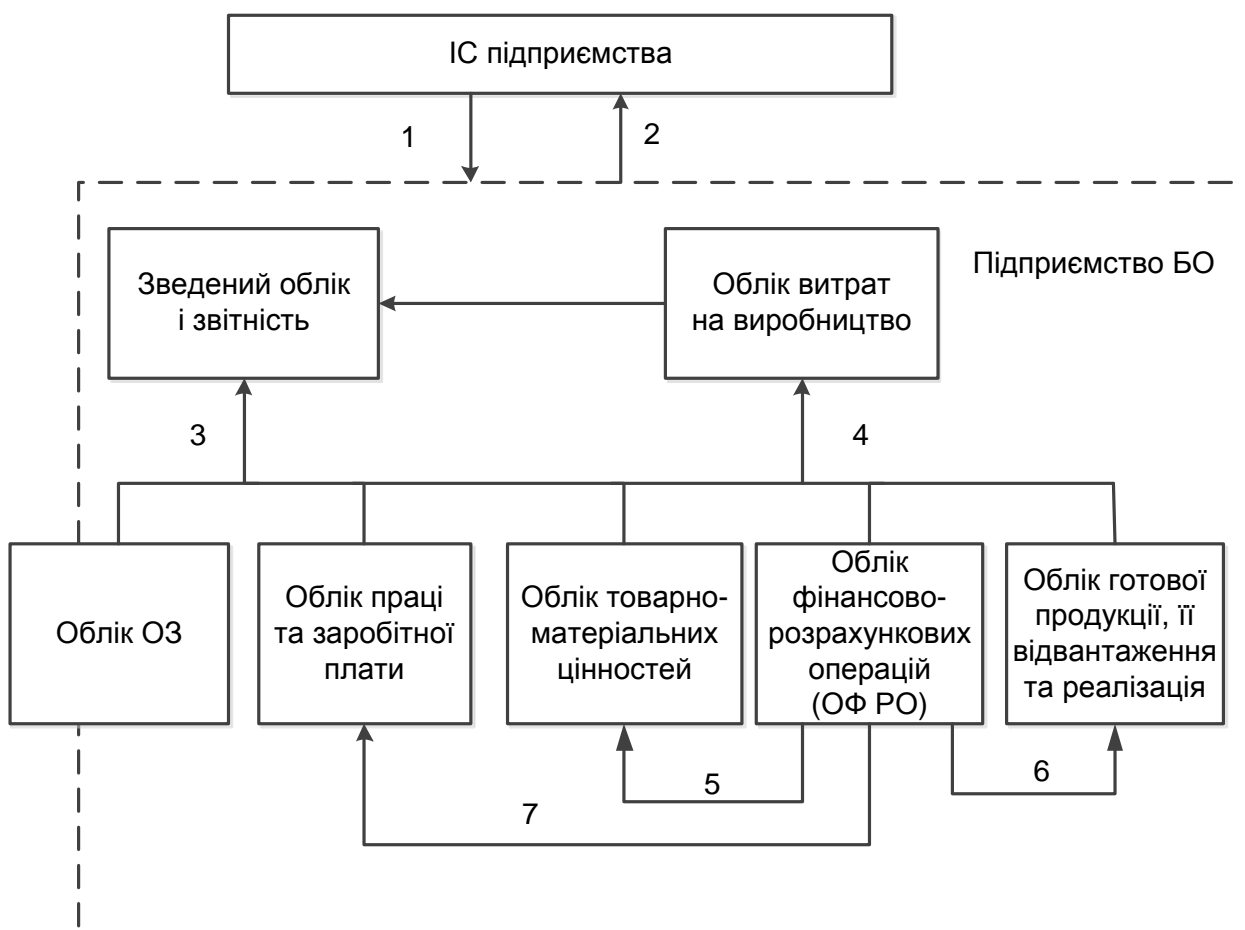 ІС підприємства
1
2
Підприємство БО
Зведений облік
і звітність
Облік витрат
на виробництво
3
4
Облік ОЗ
Облік праці
та заробітної
плати
Облік товарно-
матеріальних
цінностей
Облік
фінансово-
розрахункових
операцій
(ОФ РО)
Облік готової
продукції, її
відвантаження
та реалізація
5
6
7